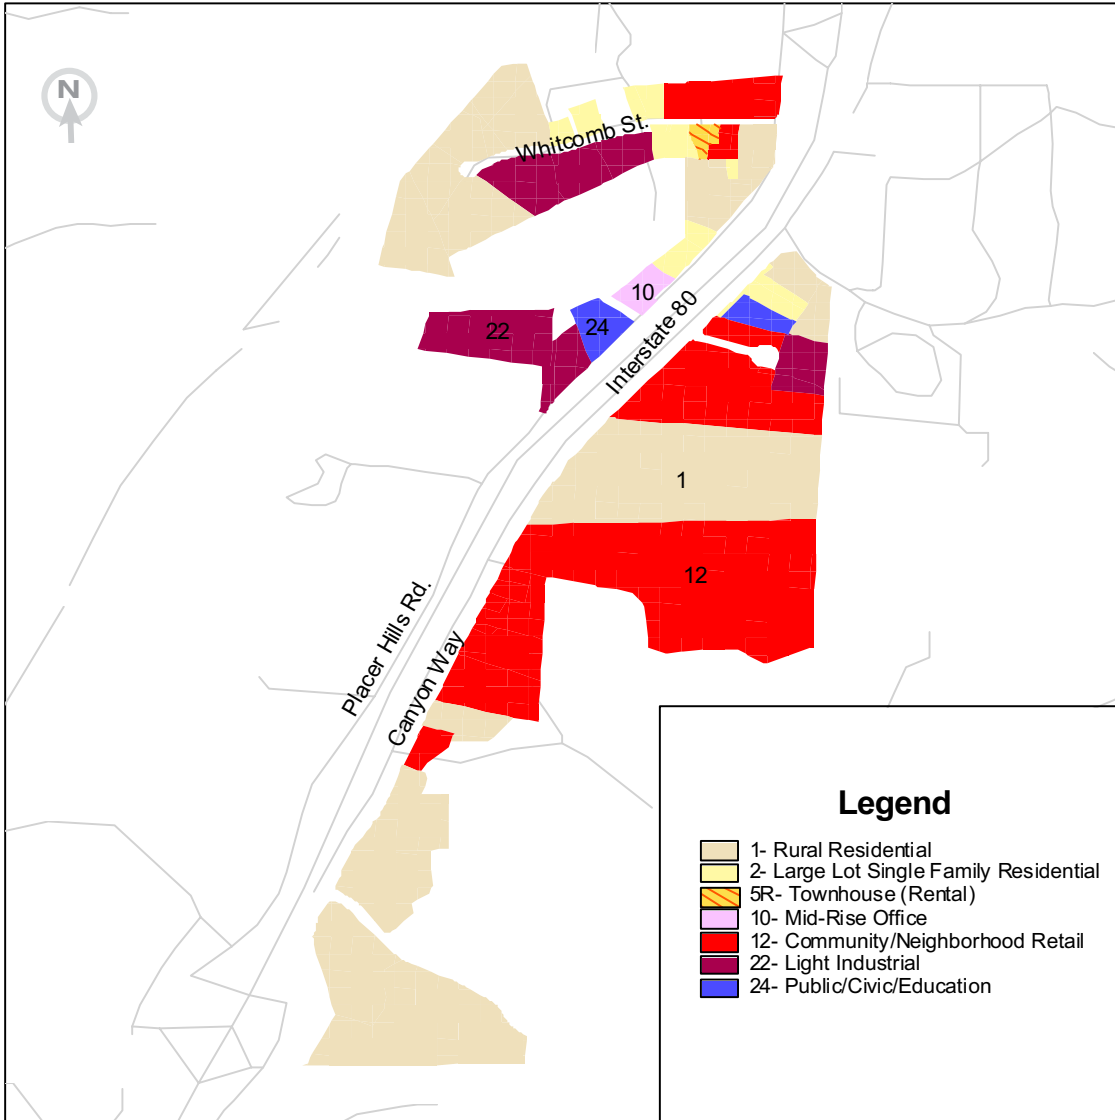 N
Whitcomb St.
10
Interstate 80
22
24
1
12
Placer Hills Rd.
Canyon Way
Legend
1- Rural Residential
2- Large Lot Single Family Residential
5R- Townhouse (Rental)
10- Mid-Rise Office
12- Community/Neighborhood Retail
22- Light Industrial
24- Public/Civic/Education